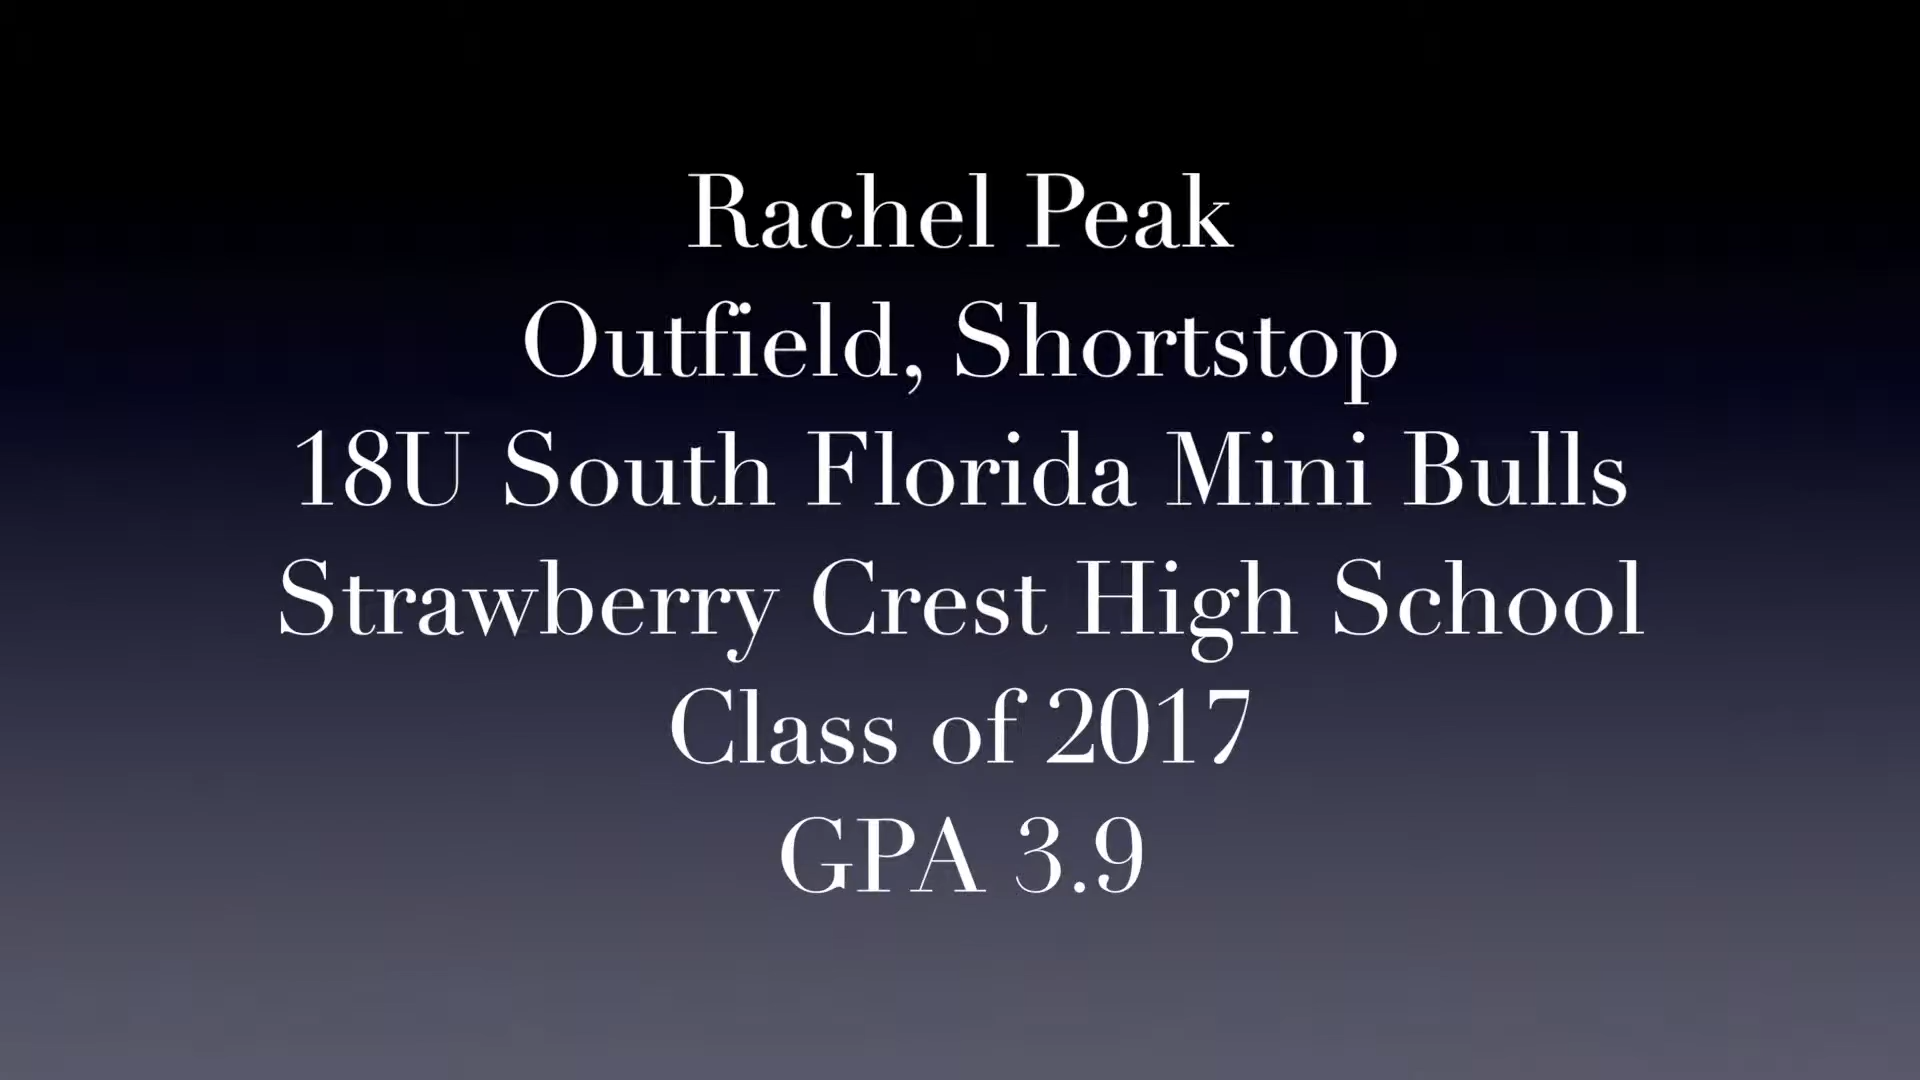 Rachel Peak
Outfield, Shortstop
18U South Florida Mini Bulls
Strawberry Crest High School
Class of 2017
GPA 3.9